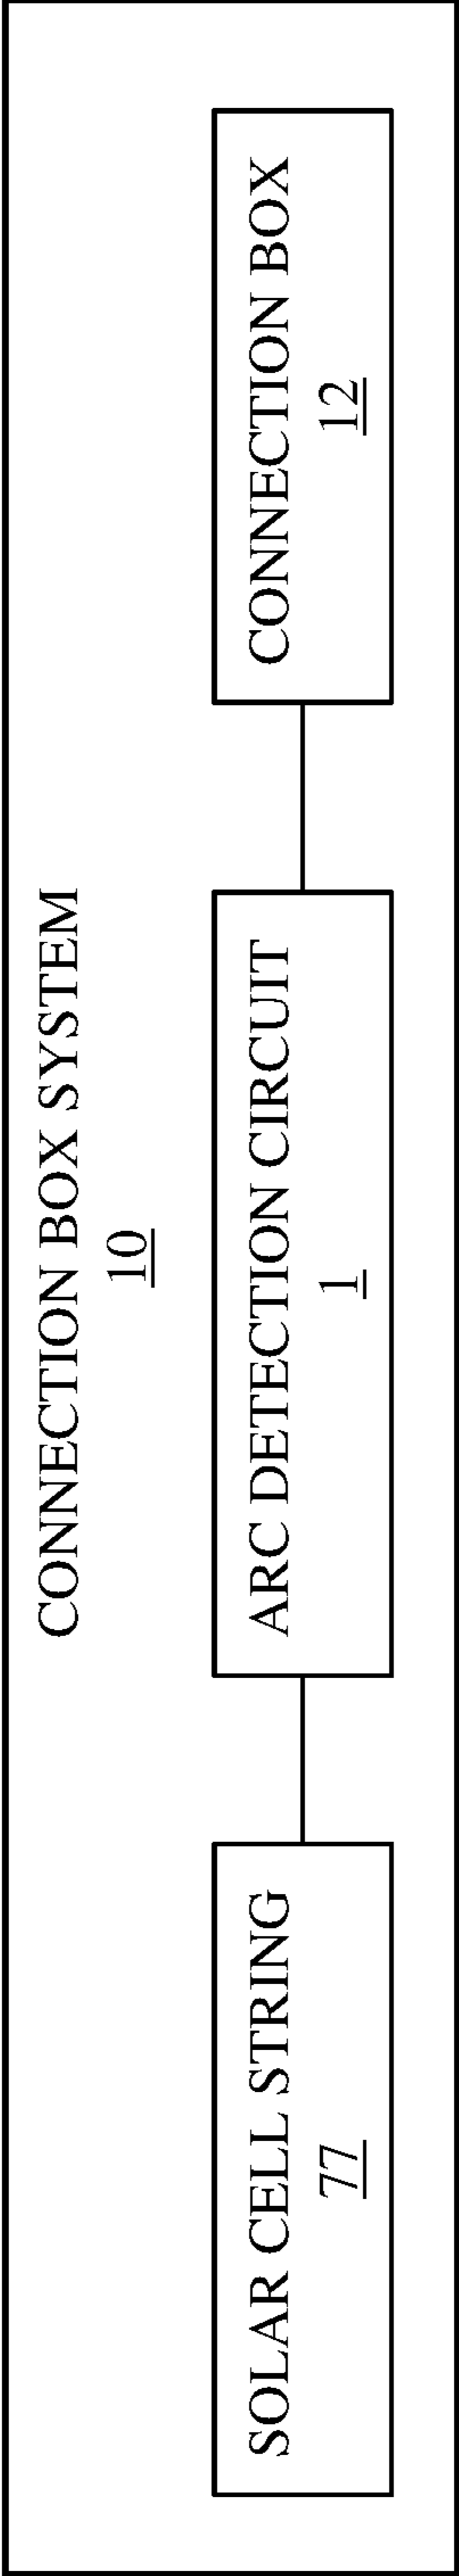 CONNECTION BOX SYSTEM
10
SOLAR CELL STRING
77
ARC DETECTION CIRCUIT
1
CONNECTION BOX
12